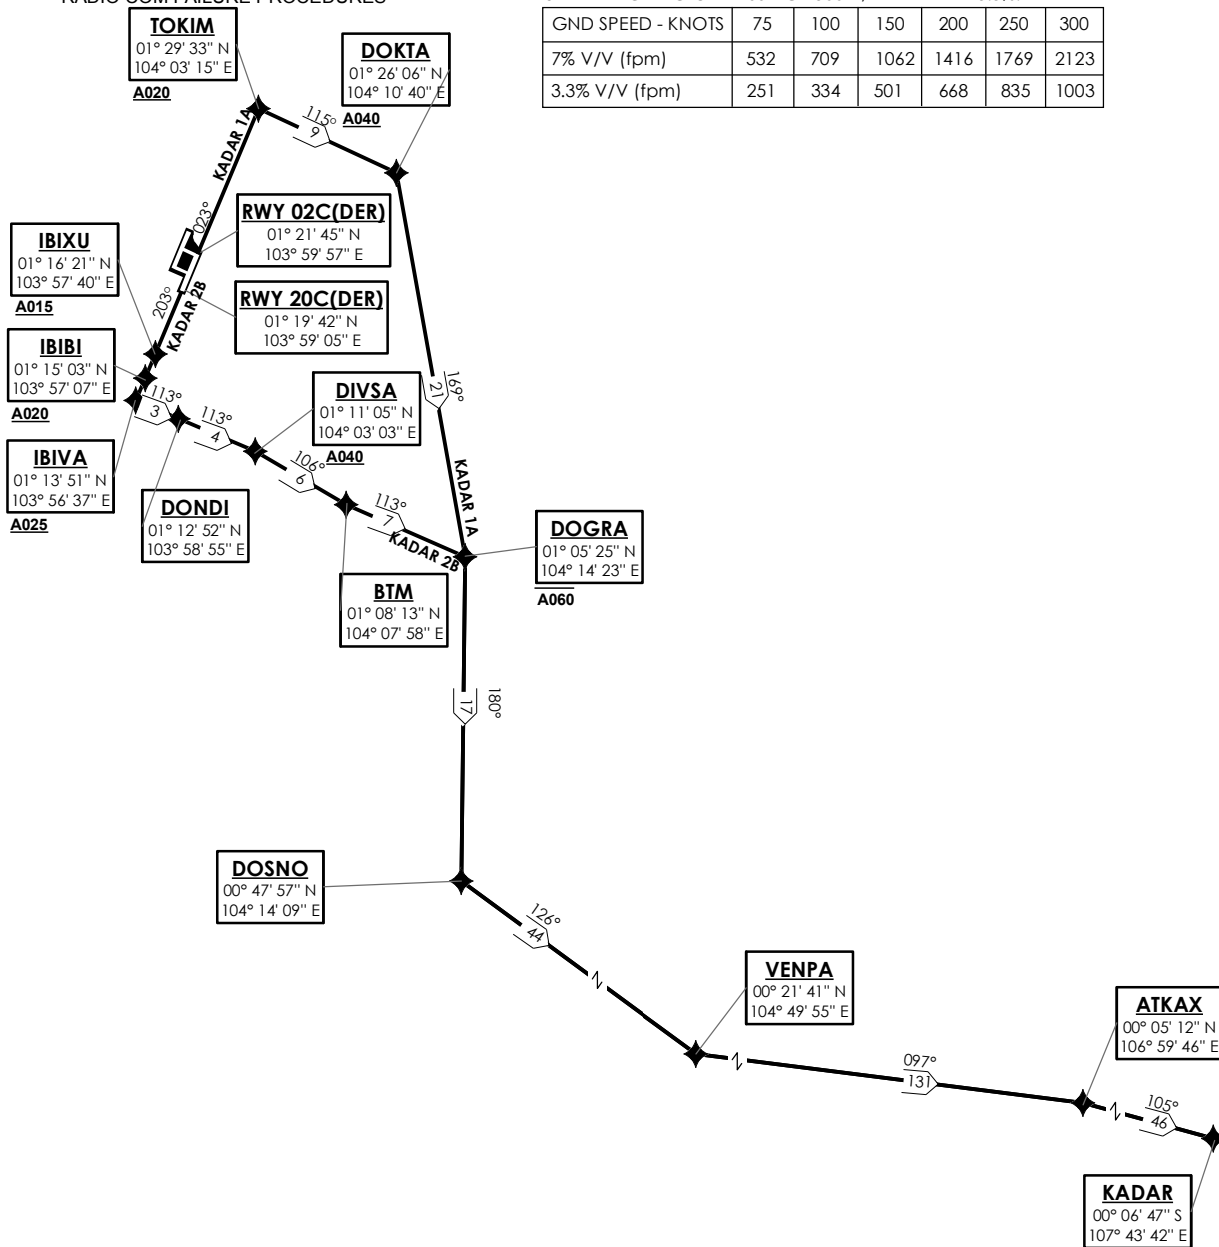 RADIO COM FAILURE PROCEDURES
GND SPEED - KNOTS 75 100 150 200 250 300
7% V/V (fpm) 532 709 1062 1416 1769 2123
3.3% V/V (fpm) 251 334 501 668 835 1003
TOKIM
01° 29' 33" N
104° 03' 15" E
A020
DOKTA
01° 26' 06" N
104° 10' 40" E
A040
115°
9
KADAR 1A
023°
RWY 02C(DER)
01° 21' 45" N
103° 59' 57" E
IBIXU
01° 16' 21" N
103° 57' 40" E
A015
203°
KADAR 2B
RWY 20C(DER)
01° 19' 42" N
103° 59' 05" E
IBIBI
01° 15' 03" N
103° 57' 07" E
A020
113°
3
113°
4
DIVSA
01° 11' 05" N
104° 03' 03" E
A040
169°
21
IBIVA
01° 13' 51" N
103° 56' 37" E
A025
106°
6
KADAR 1A
DONDI
01° 12' 52" N
103° 58' 55" E
113°
7
KADAR 2B
DOGRA
01° 05' 25" N
104° 14' 23" E
A060
BTM
01° 08' 13" N
104° 07' 58" E
180°
17
DOSNO
00° 47' 57" N
104° 14' 09" E
126°
44
VENPA
00° 21' 41" N
104° 49' 55" E
097°
131
ATKAX
00° 05' 12" N
106° 59' 46" E
105°
46
KADAR
00° 06' 47" S
107° 43' 42" E